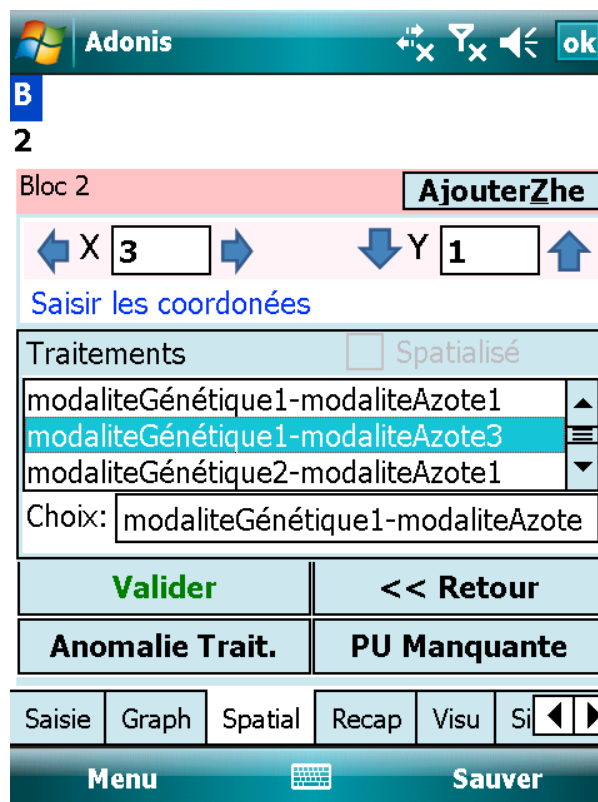 Adonis ok
B
2
Bloc 2 AjouterZhe
X 3 Y 1
Saisir les coordonées
Traitements Spatialisé
modaliteGénétique1-modaliteAzote1
modaliteGénétique1-modaliteAzote3
modaliteGénétique2-modaliteAzote1
Choix: modaliteGénétique1-modaliteAzote
Valider << Retour
Anomalie Trait. PU Manquante
Saisie Graph Spatial Recap Visu Si
Menu Sauver